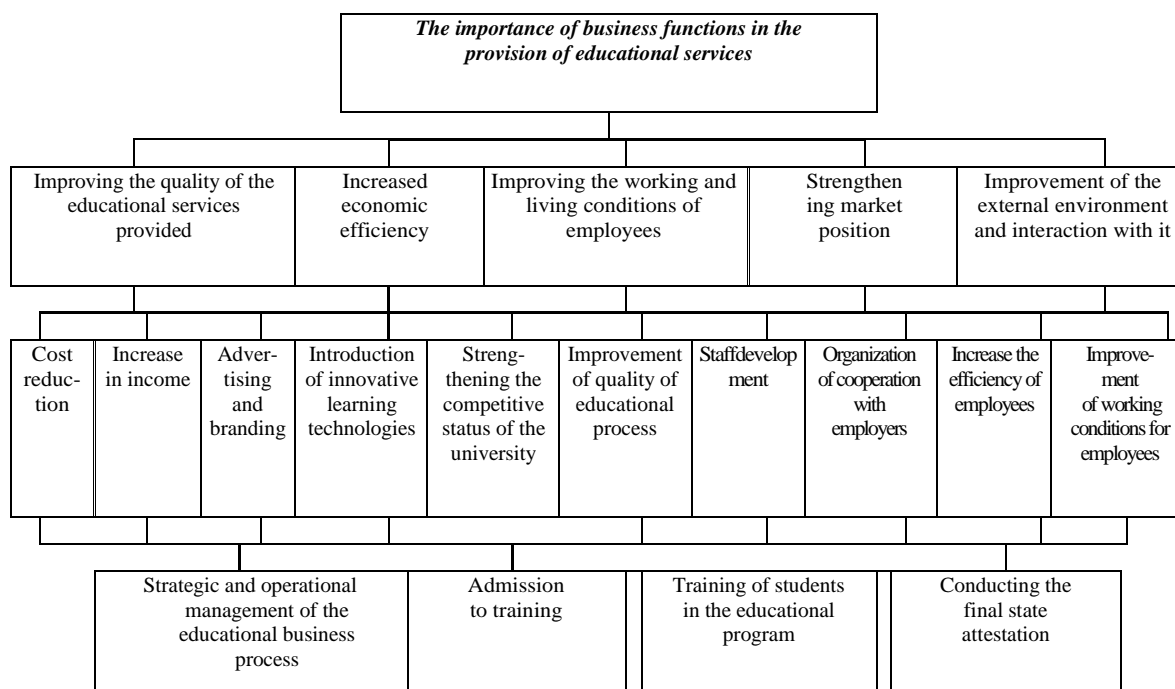 The importance of business functions in the
provision of educational services
Improving the quality of the
educational services
provided
Increased
economic
efficiency
Improving the working and
living conditions of
employees
Strengthen
ing market
position
Improvement of the
external environment
and interaction with it
Cost
reduc-
tion
Increase
in income
Adver-
tising
and
branding
Introduction
of innovative
learning
technologies
Streng-
thening the
competitive
status of the
university
Improvement
of quality of
educational
process
Staffdevelop
ment
Organization
of cooperation
with
employers
Increase the
efficiency of
employees
Improve-
ment
of working
conditions for
employees
Strategic and operational
management of the
educational business
process
Admission
to training
Training of students
in the educational
program
Conducting the
final state
attestation